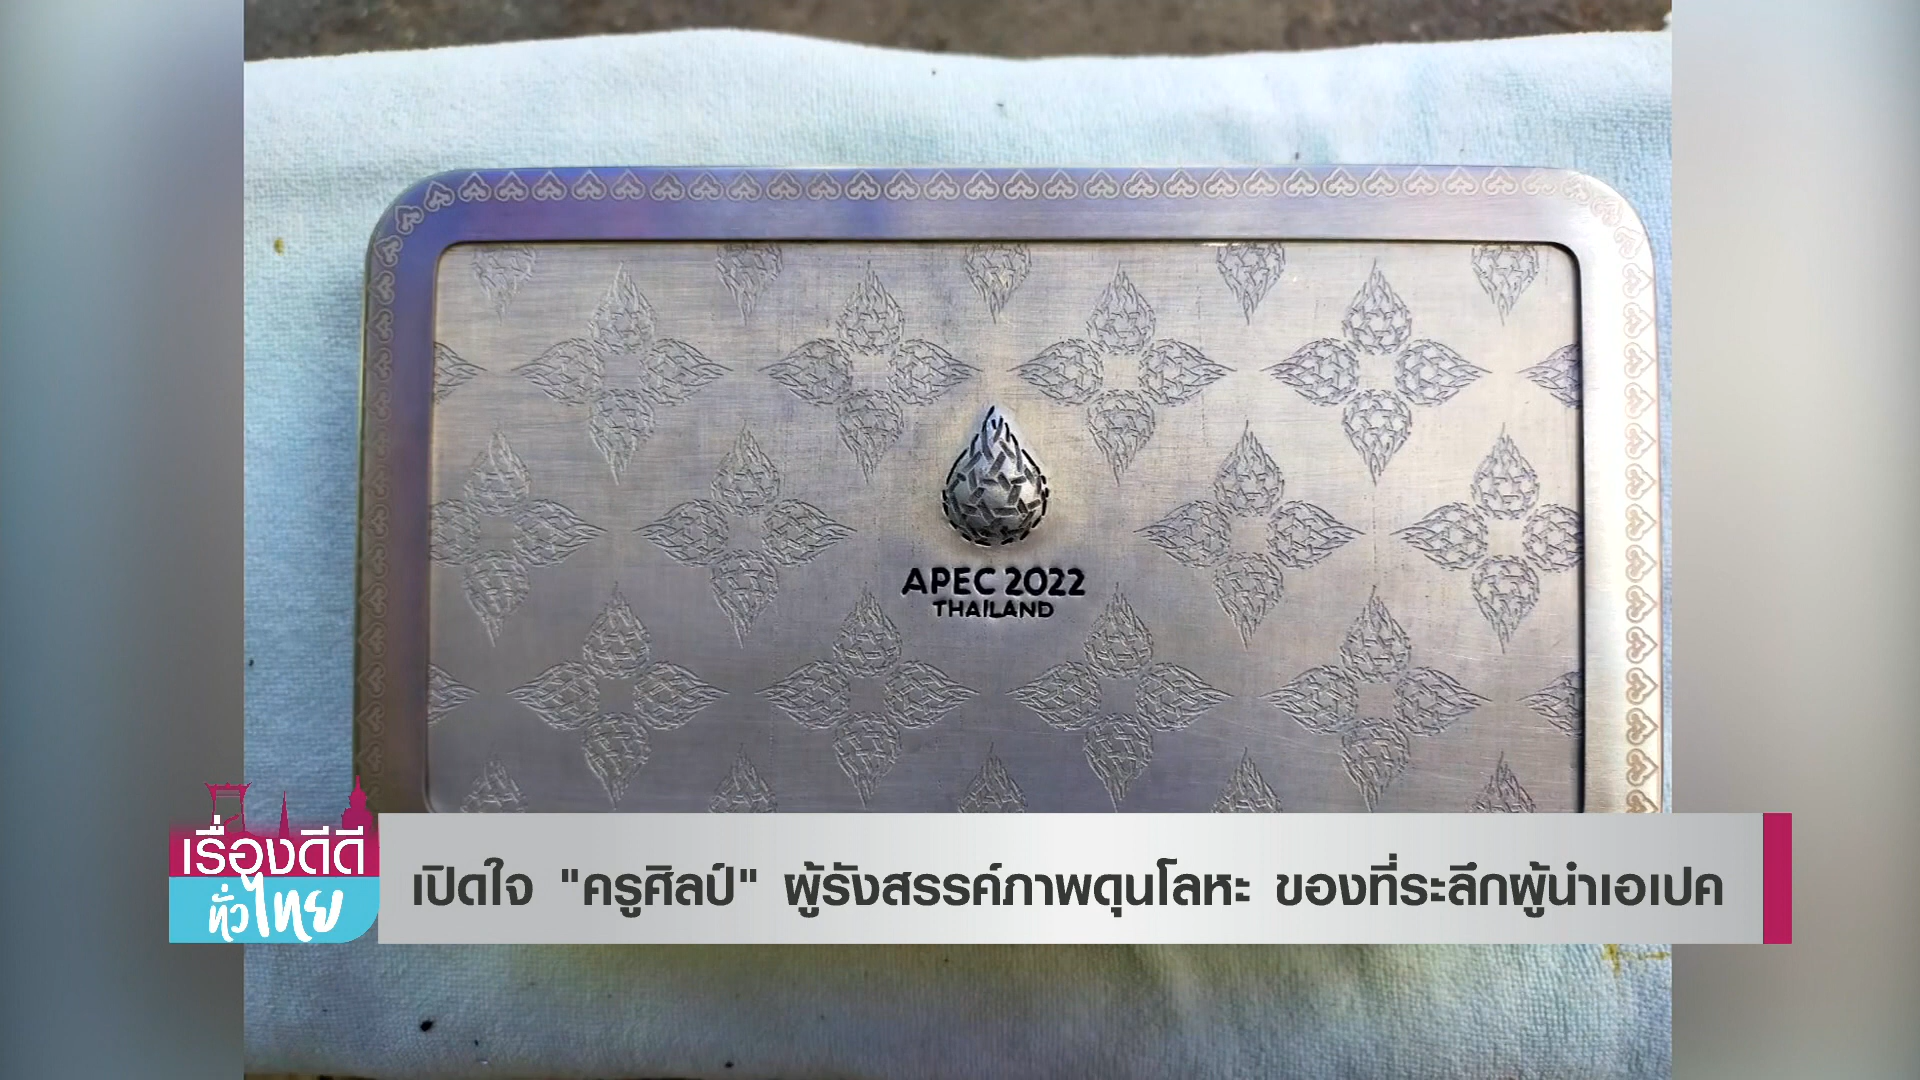 APEC 2022
THAILAND
เรื่องดีดี
ทั่วไทย
เปิดใจ "ครูศิลป์" ผู้รังสรรค์ภาพดุนโลหะ ของที่ระลึกผู้นำเอเปค